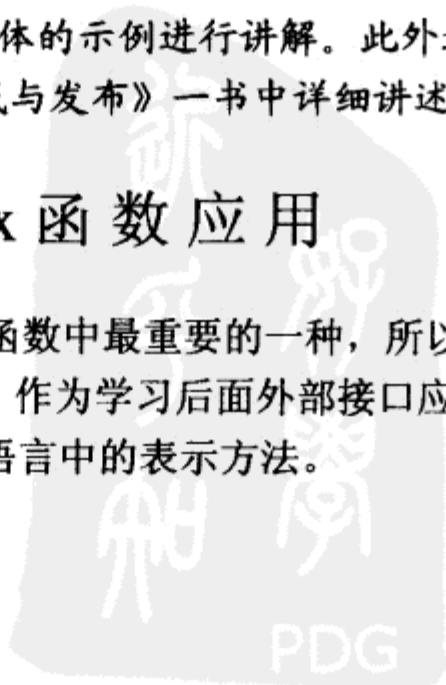 体的示例进行讲解。此外
与发布》一书中详细讲述
x 函 数 应 用
函数中最重要的一种，所以
作为学习后面外部接口应
语言中的表示方法。
PDG